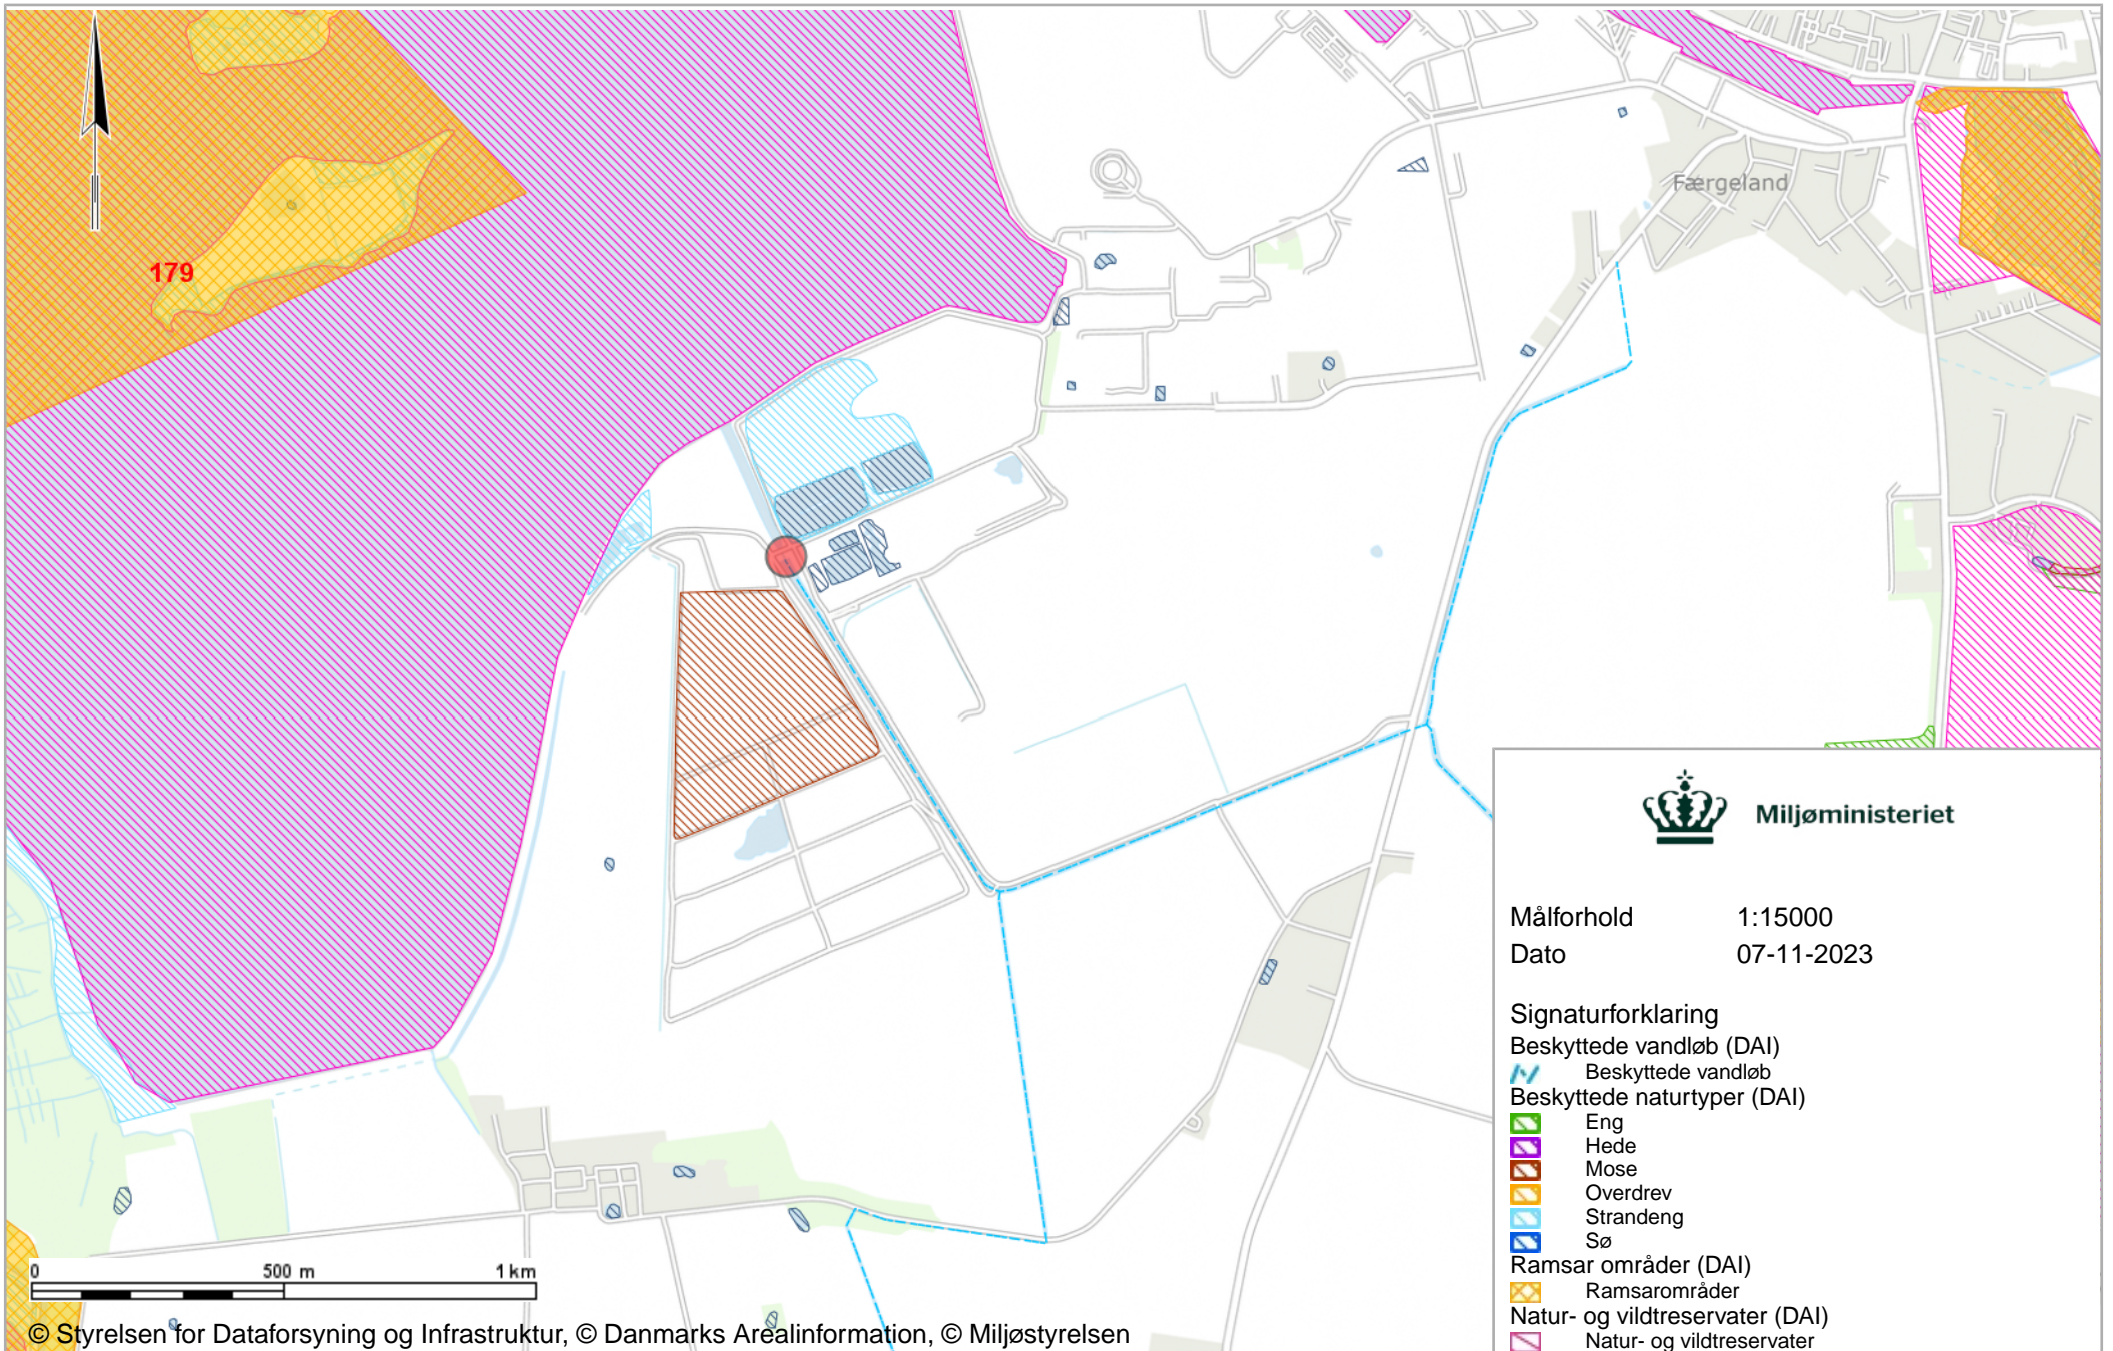 Færgeland
179
Miljøministeriet
Målforhold 1:15000
Dato 07-11-2023
Signaturforklaring
Beskyttede vandløb (DAI)
Beskyttede vandløb
Beskyttede naturtyper (DAI)
Eng
Hede
Mose
Overdrev
Strandeng
Sø
Ramsar områder (DAI)
Ramsarområder
Natur- og vildtreservater (DAI)
Natur- og vildtreservater
0 500 m 1 km
© Styrelsen for Dataforsyning og Infrastruktur, © Danmarks Arealinformation, © Miljøstyrelsen